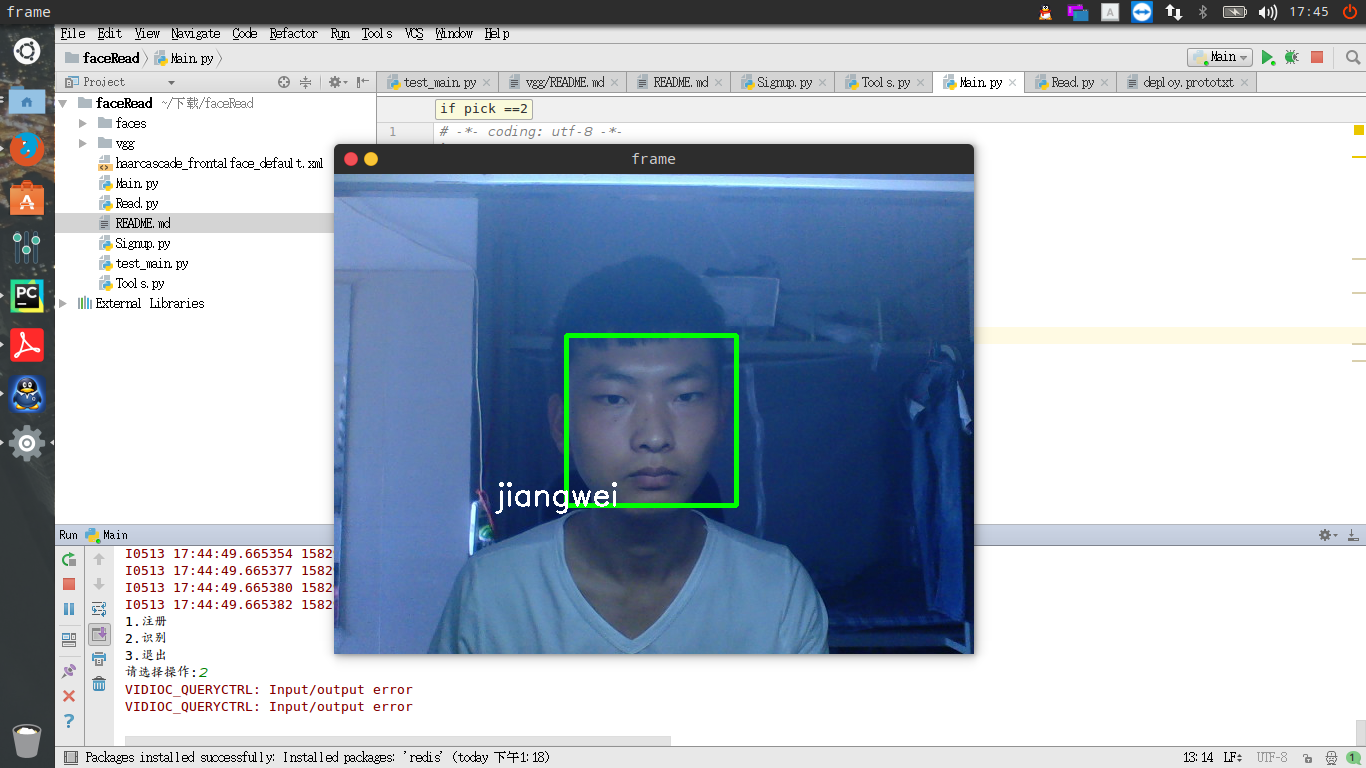 frame
17:45
File Edit View Navigate Code Refactor Run Tools VCS Window Help
faceRead Main.py
Main
Project
test_main.py vgg/README.md README.md Signup.py Tools.py Main.py Read.py deploy.prototxt
faceRead ~/下载/faceRead
faces
vgg
haarcascade_frontalface_default.xml
Main.py
Read.py
README.md
Signup.py
test_main.py
Tools.py
External Libraries
if pick ==2
1 # -*- coding: utf-8 -*-
frame
jiangwei
Run Main
I0513 17:44:49.665354 1582
I0513 17:44:49.665377 1582
I0513 17:44:49.665380 1582
I0513 17:44:49.665382 1582
1.注册
2.识别
3.退出
请选择操作:2
VIDIOC_QUERYCTRL: Input/output error
VIDIOC_QUERYCTRL: Input/output error
Packages installed successfully: Installed packages: 'redis' (today 下午1:18)
13:14 LF UTF-8 1